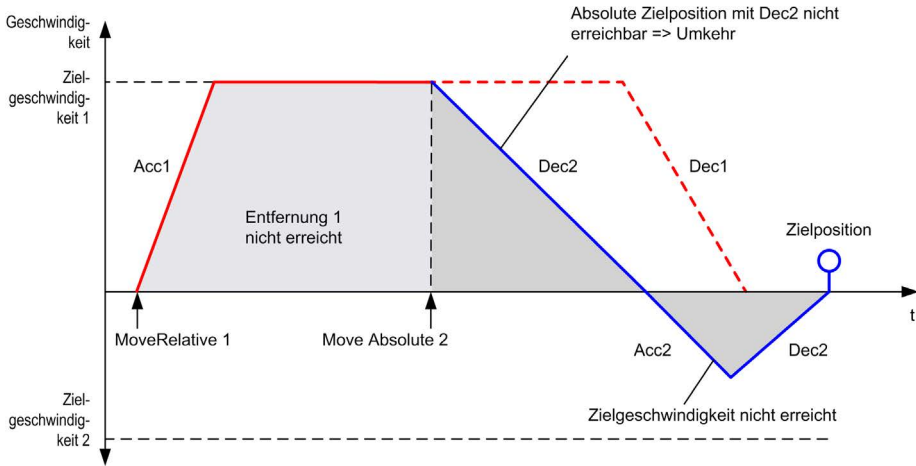 Geschwindig-
keit
Absolute Zielposition mit Dec2 nicht
erreichbar => Umkehr
Ziel-
geschwindig-
keit 1
Acc1
Dec2
Dec1
Entfernung 1
nicht erreicht
Zielposition
t
MoveRelative 1
Move Absolute 2
Acc2
Dec2
Zielgeschwindigkeit nicht erreicht
Ziel-
geschwindig-
keit 2